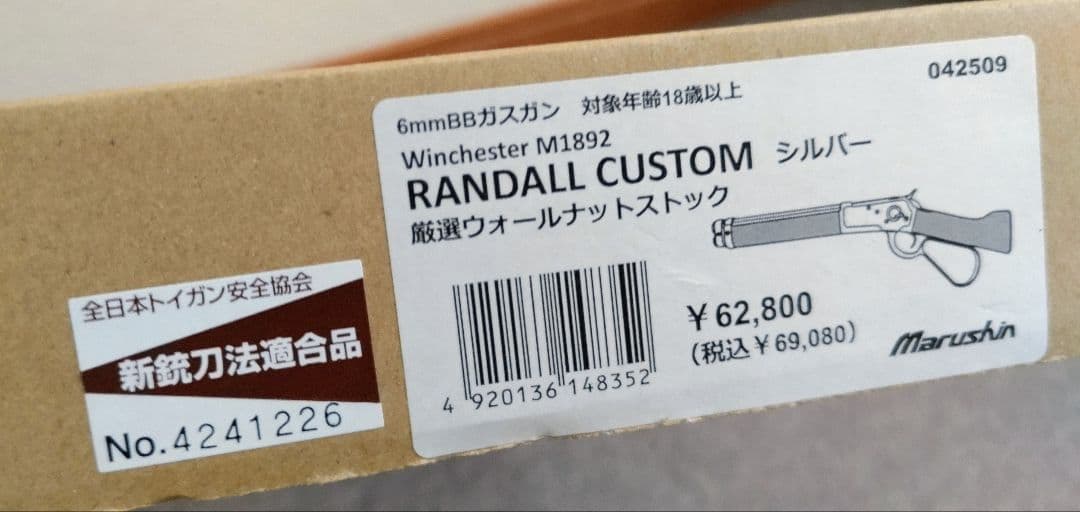 042509
6mmBBガスガン 対象年齢18歳以上
Winchester M1892
RANDALL CUSTOM シルバー
厳選ウォールナットストック
4 920136 148352
¥62,800
(税込¥69,080)
Marushin
全日本トイガン安全協会
新銃刀法適合品
No.4241226